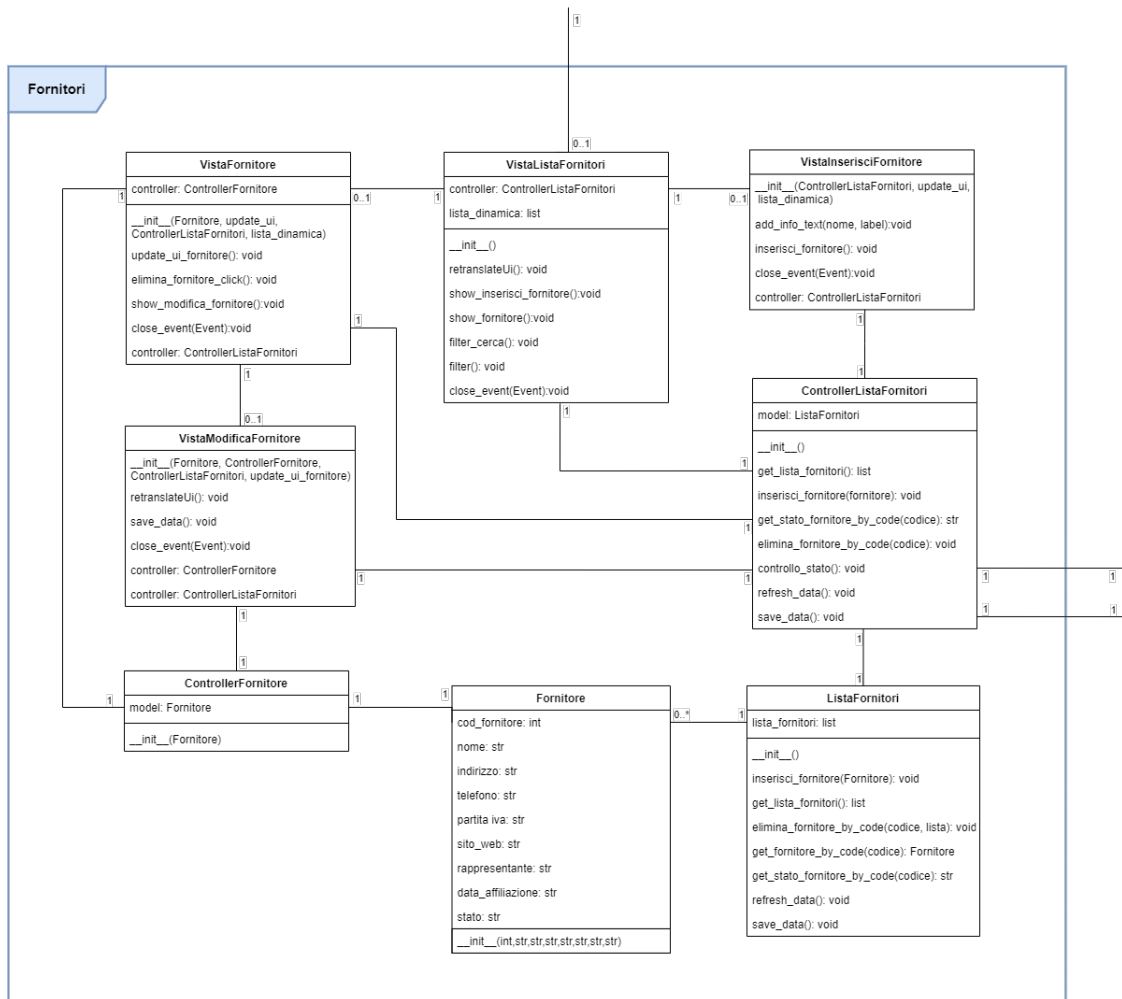 1
Fornitori
0..1
VistaFornitore
controller: ControllerFornitore
__init__(Fornitore, update_ui,
ControllerListaFornitori, lista_dinamica)
update_ui_fornitore(): void
elimina_fornitore_click(): void
show_modifica_fornitore():void
close_event(Event):void
controller: ControllerListaFornitori
1
0..1
1
1
VistaListaFornitori
controller: ControllerListaFornitori
lista_dinamica: list
__init__()
retranslateUi(): void
show_inserisci_fornitore():void
show_fornitore():void
filter_cerca(): void
filter(): void
close_event(Event):void
1
0..1
VistaInserisciFornitore
__init__(ControllerListaFornitori, update_ui,
lista_dinamica)
add_info_text(nome, label):void
inserisci_fornitore(): void
close_event(Event):void
controller: ControllerListaFornitori
1
1
1
0..1
1
1
VistaModificaFornitore
__init__(Fornitore, ControllerFornitore,
ControllerListaFornitori, update_ui_fornitore)
retranslateUi(): void
save_data(): void
close_event(Event):void
controller: ControllerFornitore
controller: ControllerListaFornitori
1
1
1
ControllerListaFornitori
model: ListaFornitori
__init__()
get_lista_fornitori(): list
inserisci_fornitore(fornitore): void
get_stato_fornitore_by_code(codice): str
elimina_fornitore_by_code(codice): void
controllo_stato(): void
refresh_data(): void
save_data(): void
1
1
1
1
1
1
1
1
1
ControllerFornitore
model: Fornitore
__init__(Fornitore)
1
1
1
Fornitore
cod_fornitore: int
nome: str
indirizzo: str
telefono: str
partita iva: str
sito_web: str
rappresentante: str
data_affiliazione: str
stato: str
__init__(int,str,str,str,str,str,str,str)
0..*
1
ListaFornitori
lista_fornitori: list
__init__()
inserisci_fornitore(Fornitore): void
get_lista_fornitori(): list
elimina_fornitore_by_code(codice, lista): void
get_fornitore_by_code(codice): Fornitore
get_stato_fornitore_by_code(codice): str
refresh_data(): void
save_data(): void